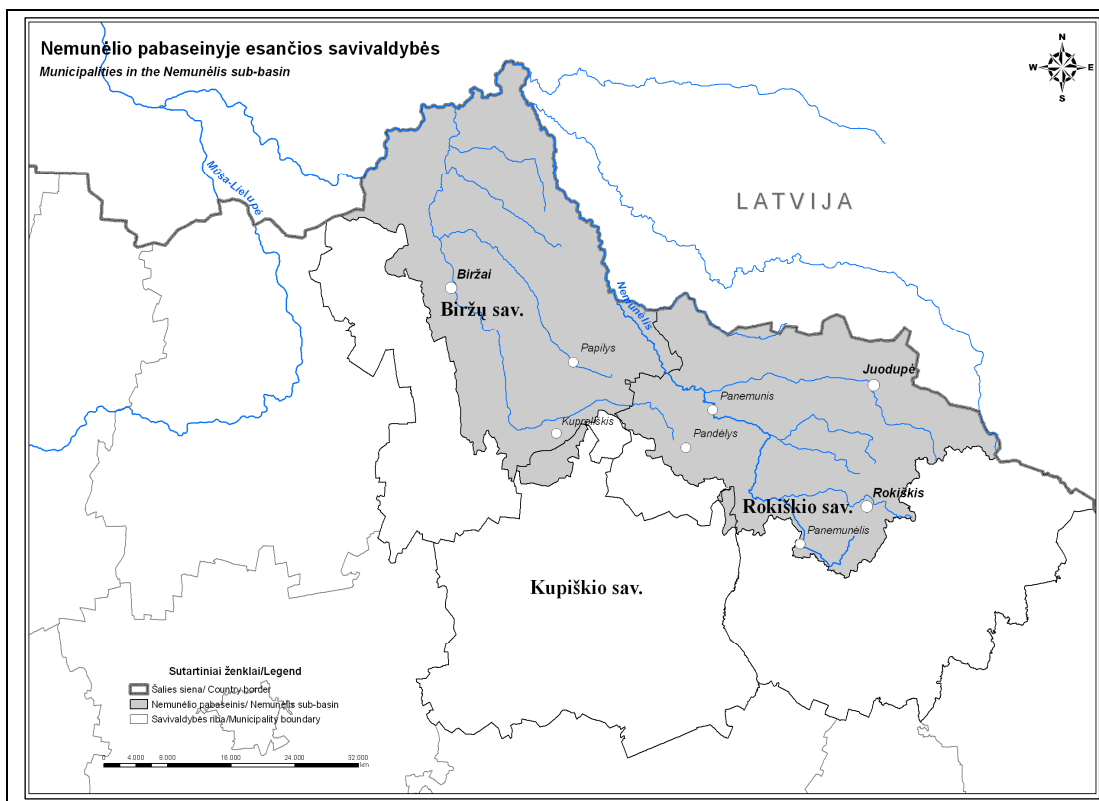 Nemunėlio pabaseinyje esančios savivaldybės
Municipalities in the Nemunėlis sub-basin
N
W
E
S
Mūša-Lielupė
LATVIJA
Biržai
Nemunėlis
Biržų sav.
Papilys
Juodupė
Panemunis
Kupreliškis
Pandėlys
Rokiškis
Rokiškio sav.
Panemunėlis
Kupiškio sav.
Sutartiniai ženklai/Legend
Šalies siena/ Country border
Nemunėlio pabaseinis/ Nemunėlis sub-basin
Savivaldybės riba/Municipality boundary
0 4.000 8.000 16.000 24.000 32.000
km